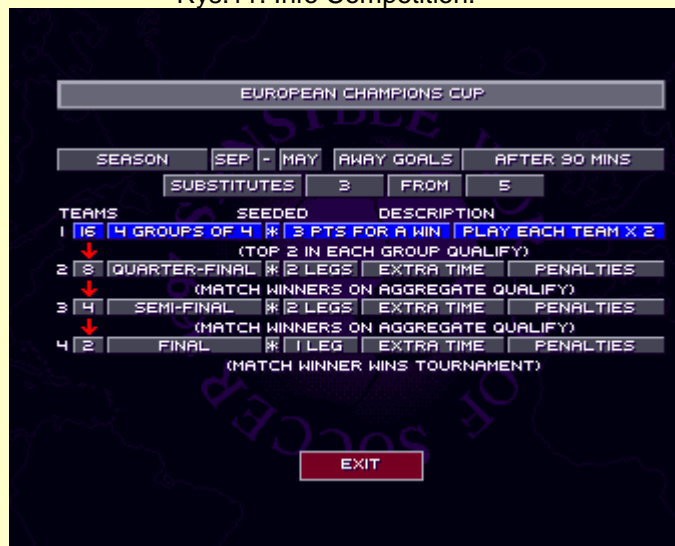 EUROPEAN CHAMPIONS CUP
SEASON SEP - MAY AWAY GOALS AFTER 90 MINS
SUBSTITUTES 3 FROM 5
TEAMS SEEDED DESCRIPTION
1 16 4 GROUPS OF 4 * 3 PTS FOR A WIN PLAY EACH TEAM X 2
(TOP 2 IN EACH GROUP QUALIFY)
2 8 QUARTER-FINAL * 2 LEGS EXTRA TIME PENALTIES
(MATCH WINNERS ON AGGREGATE QUALIFY)
3 4 SEMI-FINAL * 2 LEGS EXTRA TIME PENALTIES
(MATCH WINNERS ON AGGREGATE QUALIFY)
4 2 FINAL * 1 LEG EXTRA TIME PENALTIES
(MATCH WINNER WINS TOURNAMENT)
OF SOCCER
EXIT